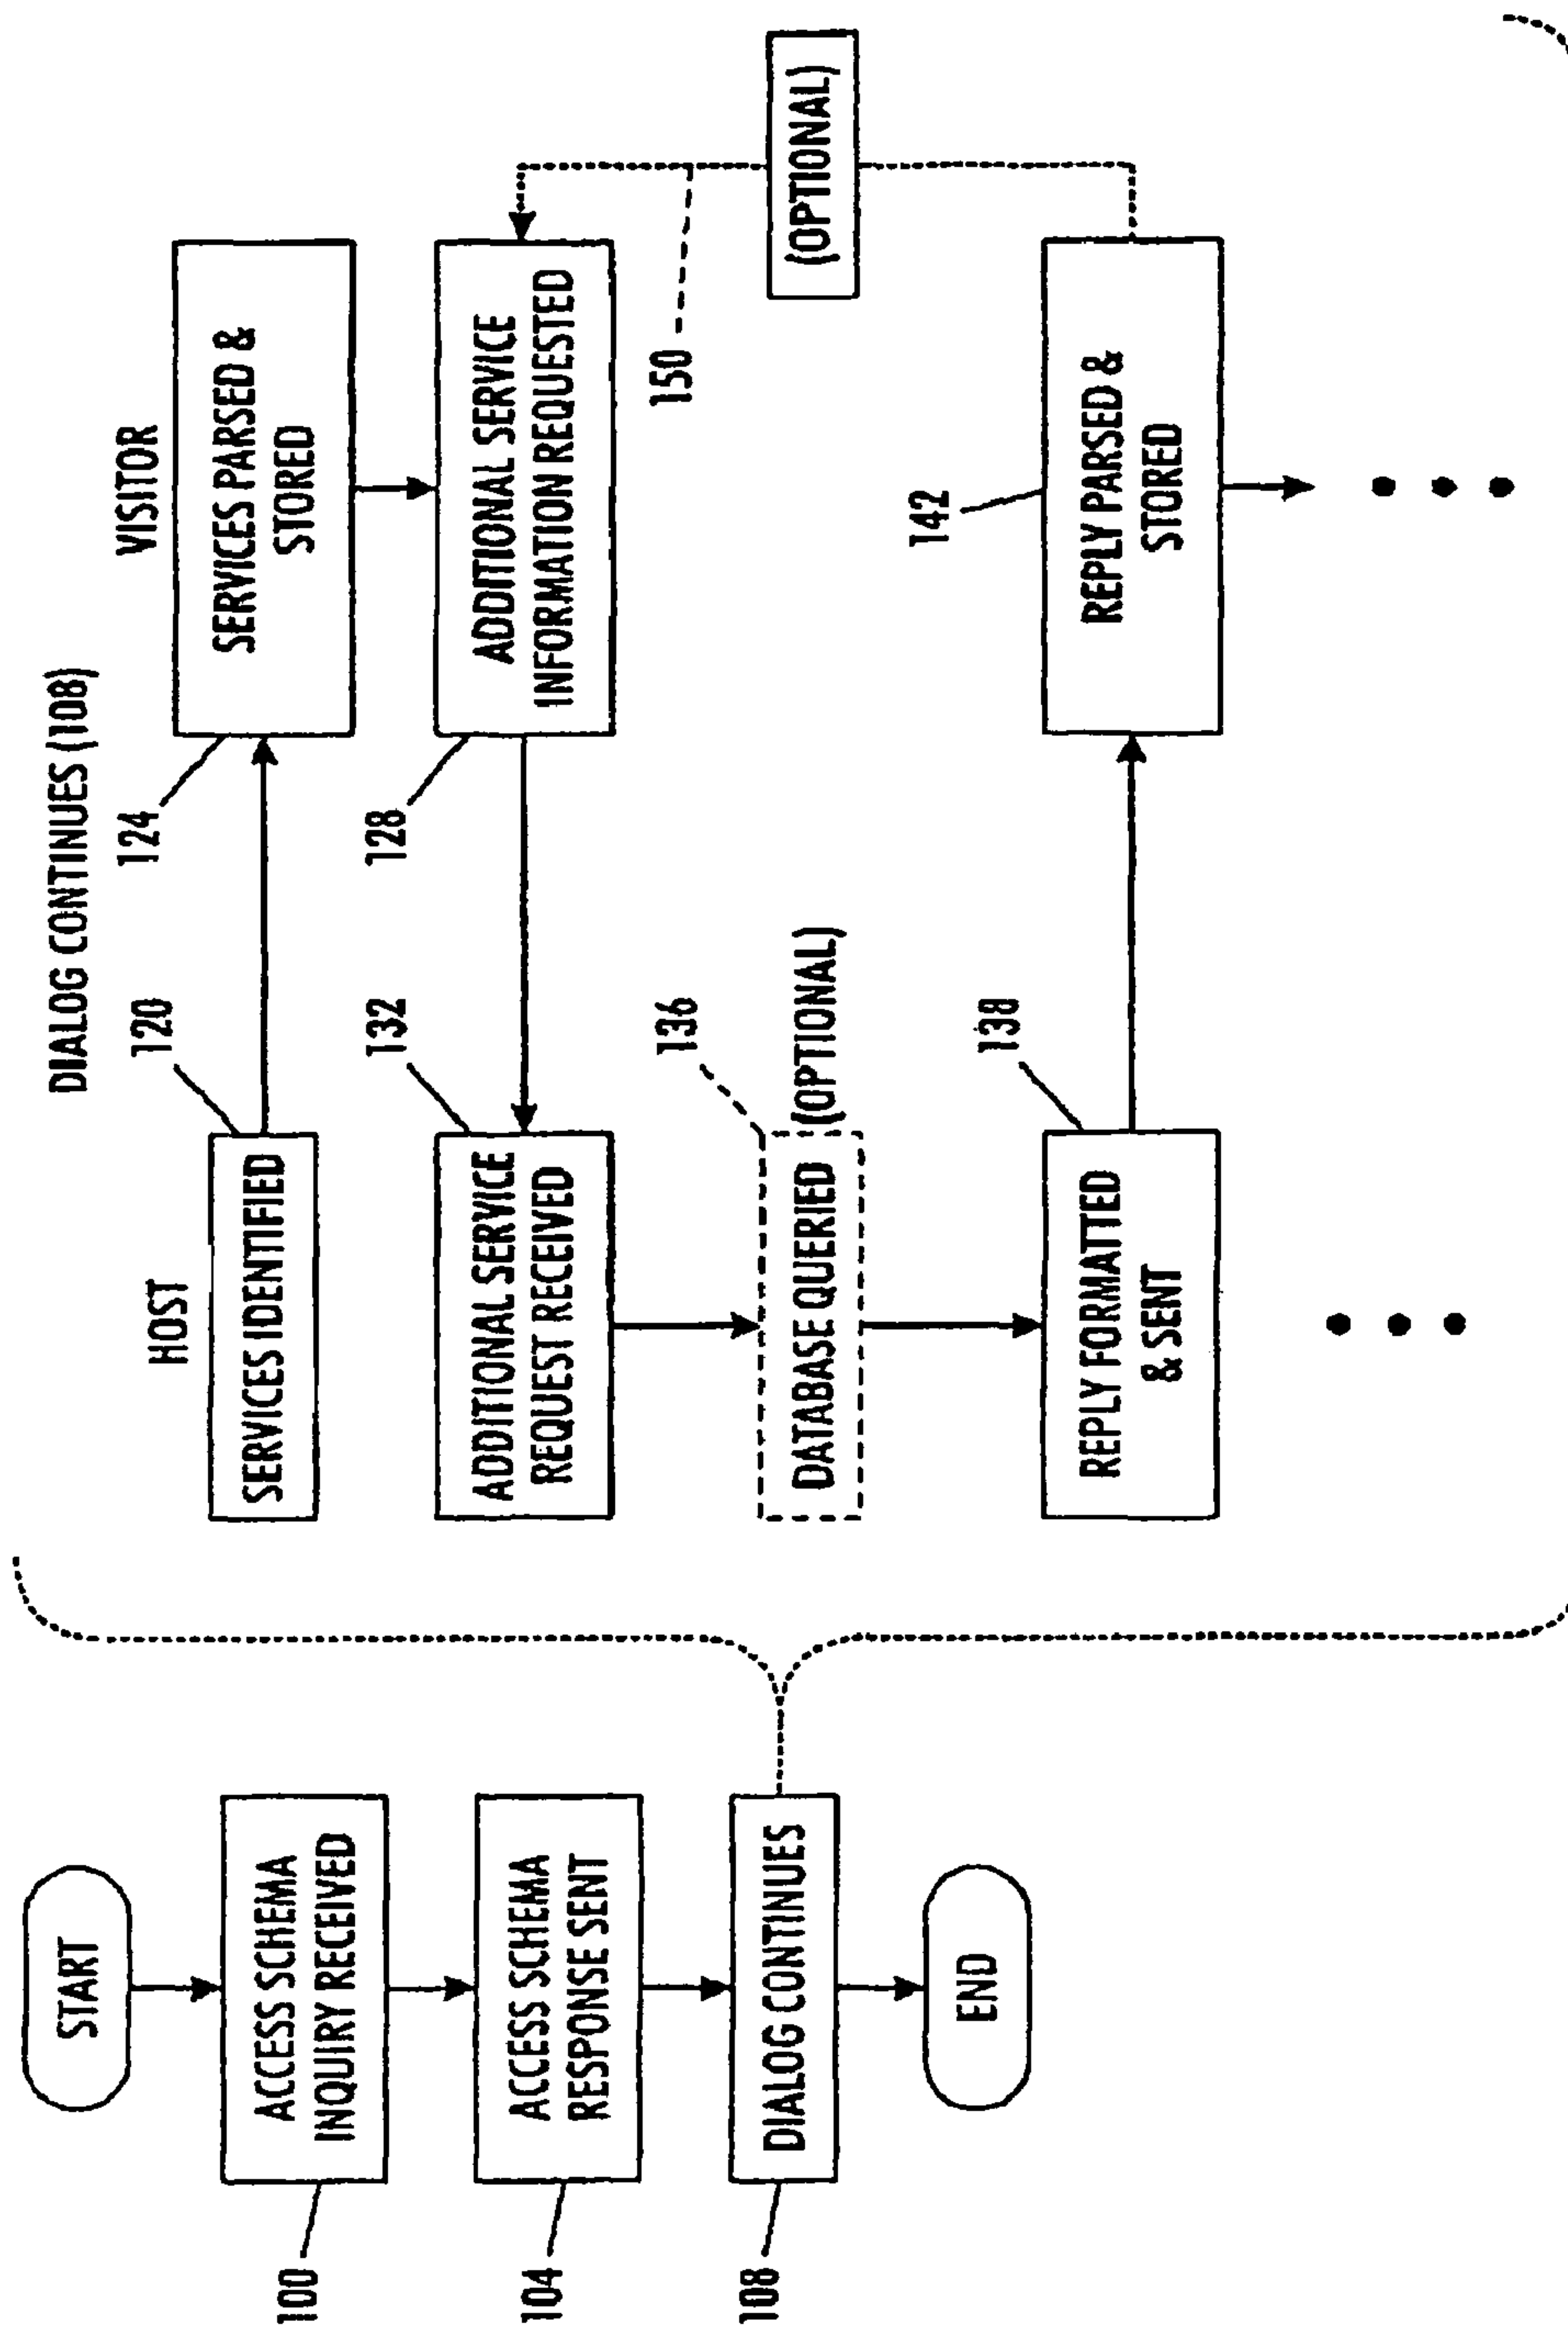 START
ACCESS SCHEMA
INQUIRY RECEIVED
100
ACCESS SCHEMA
RESPONSE SENT
104
DIALOG CONTINUES
108
END
DIALOG CONTINUES (108)
HOST
VISITOR
120
SERVICES IDENTIFIED
124
SERVICES PARSED &
STORED
132
ADDITIONAL SERVICE
REQUEST RECEIVED
128
ADDITIONAL SERVICE
INFORMATION REQUESTED
150
136
DATABASE QUERIED
(OPTIONAL)
(OPTIONAL)
138
REPLY FORMATTED
& SENT
142
REPLY PARSED &
STORED